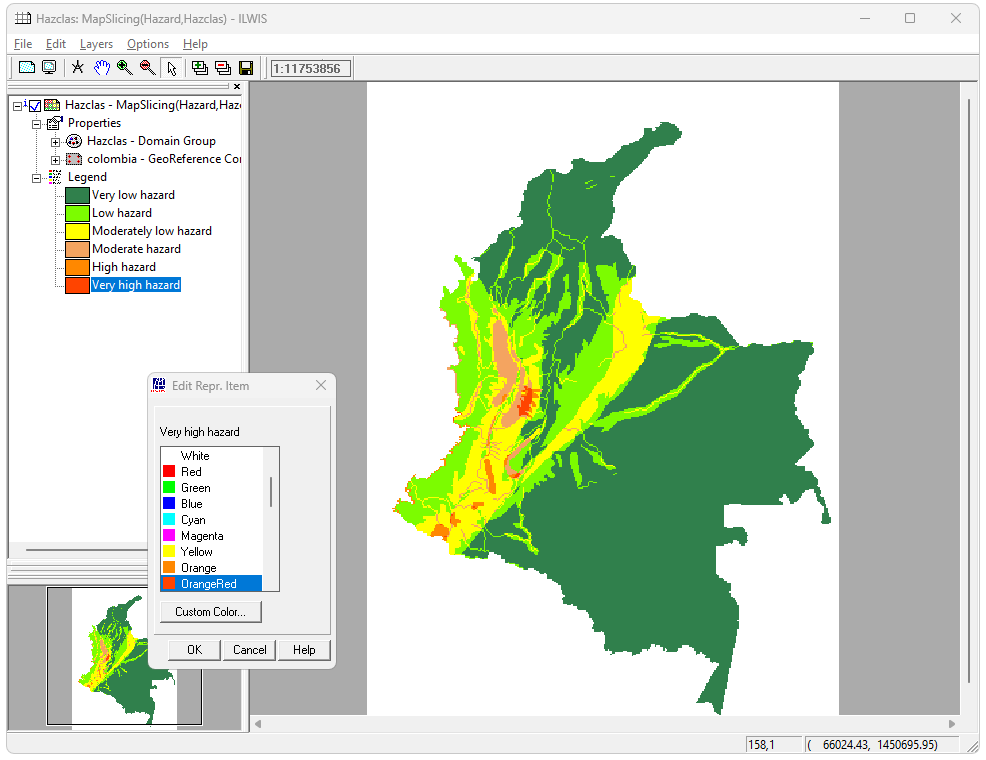 Hazclas: MapSlicing(Hazard,Hazclas) - ILWIS
File Edit Layers Options Help
1:11753856
Hazclas - MapSlicing(Hazard,Haz
Properties
Hazclas - Domain Group
colombia - GeoReference Co
Legend
Very low hazard
Low hazard
Moderately low hazard
Moderate hazard
High hazard
Very high hazard
Edit Repr. Item
Very high hazard
White
Red
Green
Blue
Cyan
Magenta
Yellow
Orange
OrangeRed
Custom Color...
OK Cancel Help
158,1 ( 66024.43, 1450695.95)